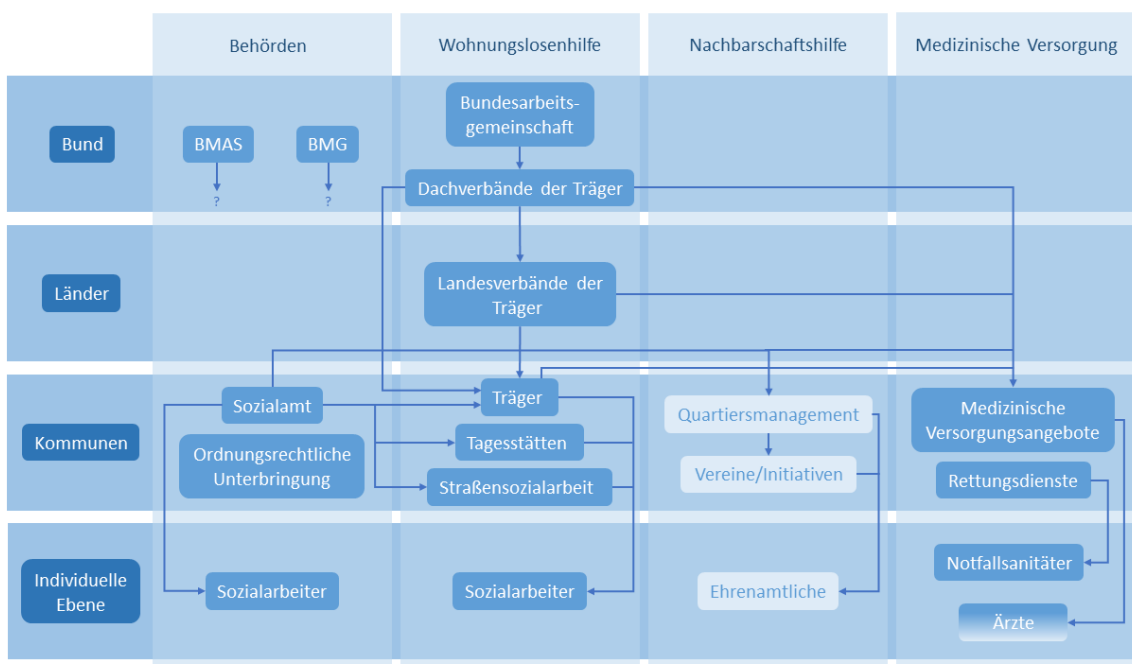 Behörden
Wohnungslosenhilfe
Nachbarschaftshilfe
Medizinische Versorgung
Bund
BMAS
?
BMG
?
Bundesarbeits-
gemeinschaft
Dachverbände der Träger
Länder
Landesverbände der
Träger
Kommunen
Sozialamt
Ordnungsrechtliche
Unterbringung
Träger
Tagesstätten
Straßensozialarbeit
Quartiersmanagement
Vereine/Initiativen
Medizinische
Versorgungsangebote
Rettungsdienste
Individuelle
Ebene
Sozialarbeiter
Sozialarbeiter
Ehrenamtliche
Notfallsanitäter
Ärzte